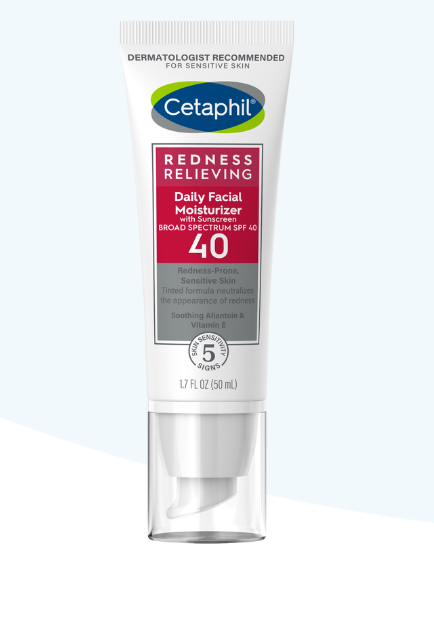 DERMATOLOGIST RECOMMENDED
FOR SENSITIVE SKIN
Cetaphil®
REDNESS
RELIEVING
Daily Facial
Moisturizer
with Sunscreen
BROAD SPECTRUM SPF 40
40
Redness-Prone,
Sensitive Skin
Tinted formula neutralizes
the appearance of redness
Soothing Allantoin &
Vitamin E
SKIN SENSITIVITY
5
SIGNS
1.7 FL OZ (50 mL)